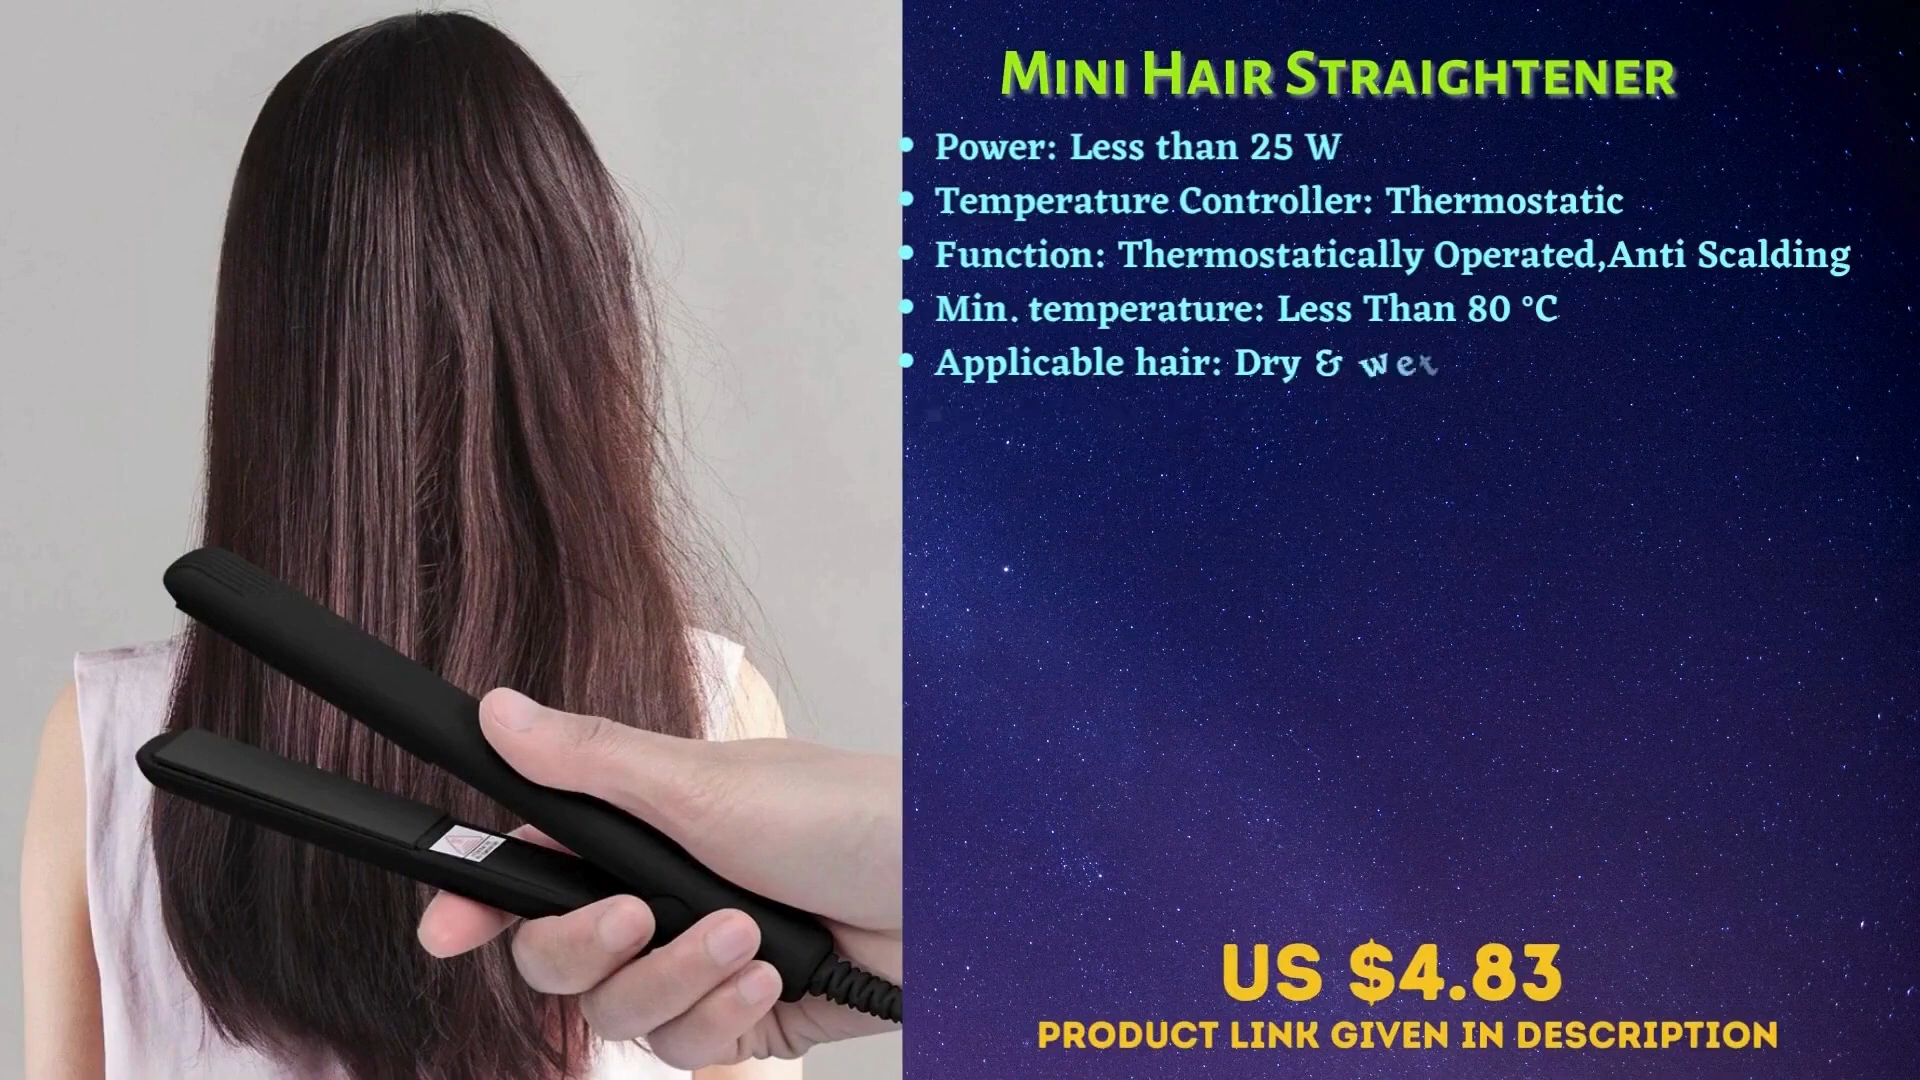 Mini Hair Straightener
• Power: Less than 25 W
• Temperature Controller: Thermostatic
• Function: Thermostatically Operated,Anti Scalding
• Min. temperature: Less Than 80 °C
• Applicable hair: Dry & wet
US $4.83
PRODUCT LINK GIVEN IN DESCRIPTION